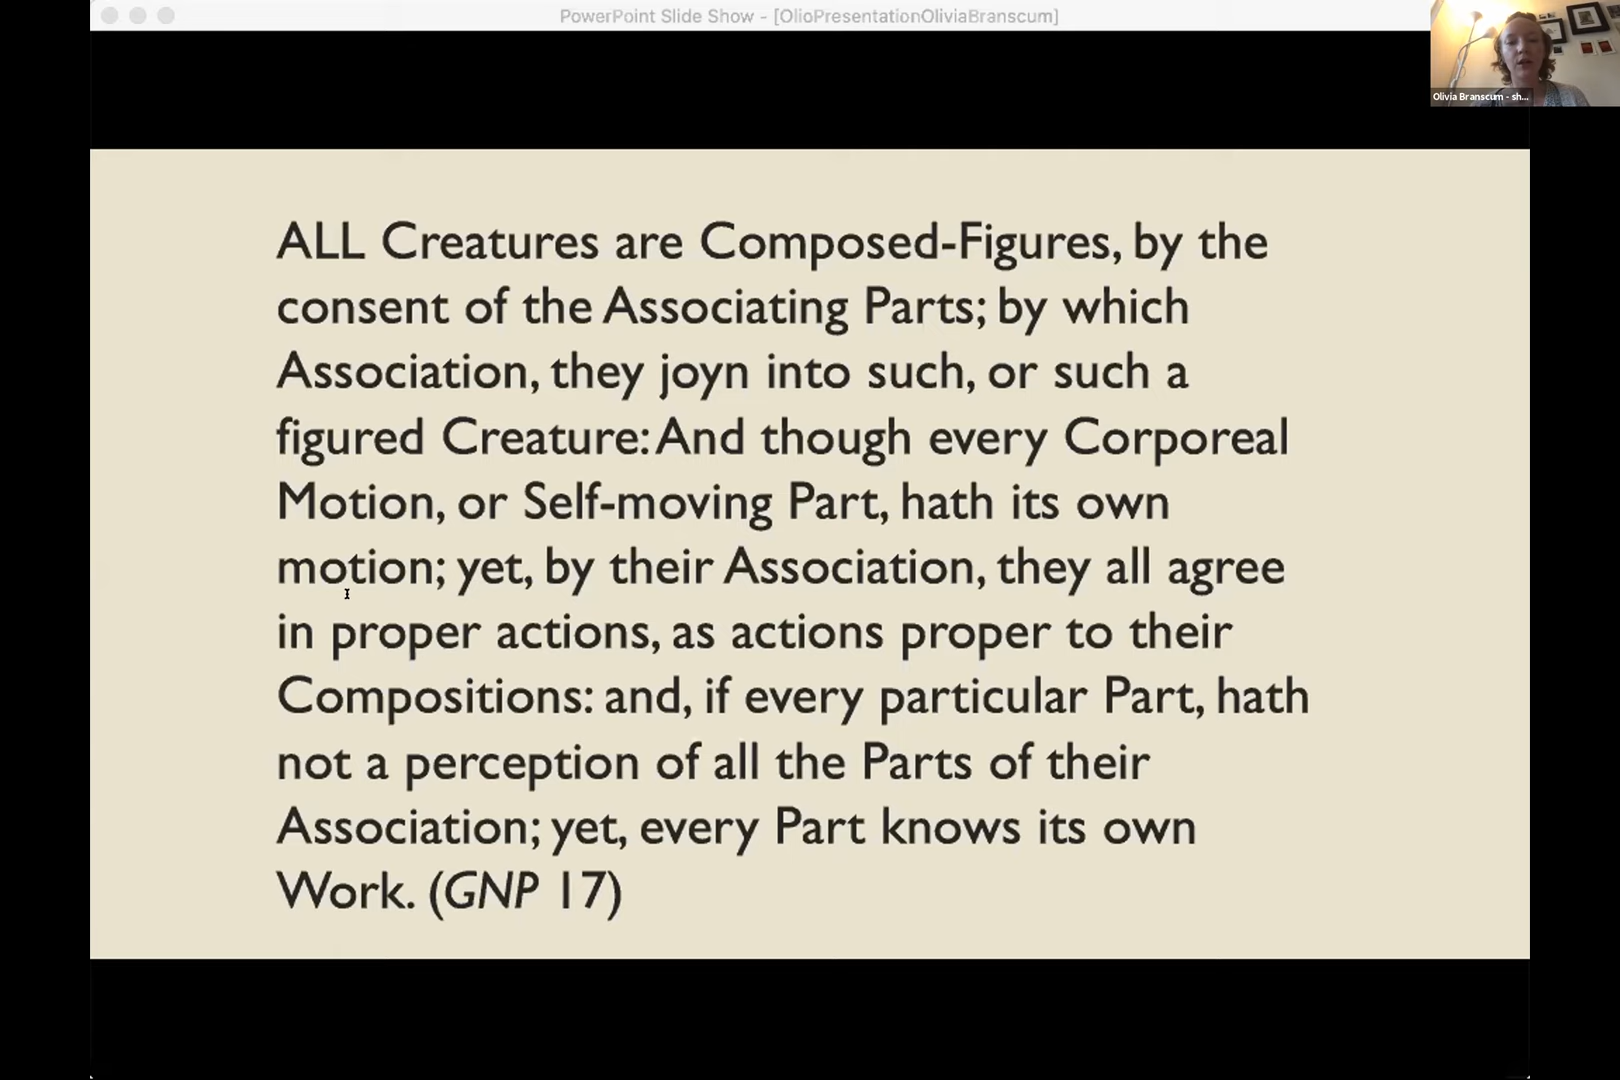 PowerPoint Slide Show - [OlioPresentationOliviaBranscum]
Olivia Branscum - sh...
ALL Creatures are Composed-Figures, by the
consent of the Associating Parts; by which
Association, they joyn into such, or such a
figured Creature: And though every Corporeal
Motion, or Self-moving Part, hath its own
motion; yet, by their Association, they all agree
in proper actions, as actions proper to their
Compositions: and, if every particular Part, hath
not a perception of all the Parts of their
Association; yet, every Part knows its own
Work. (GNP 17)